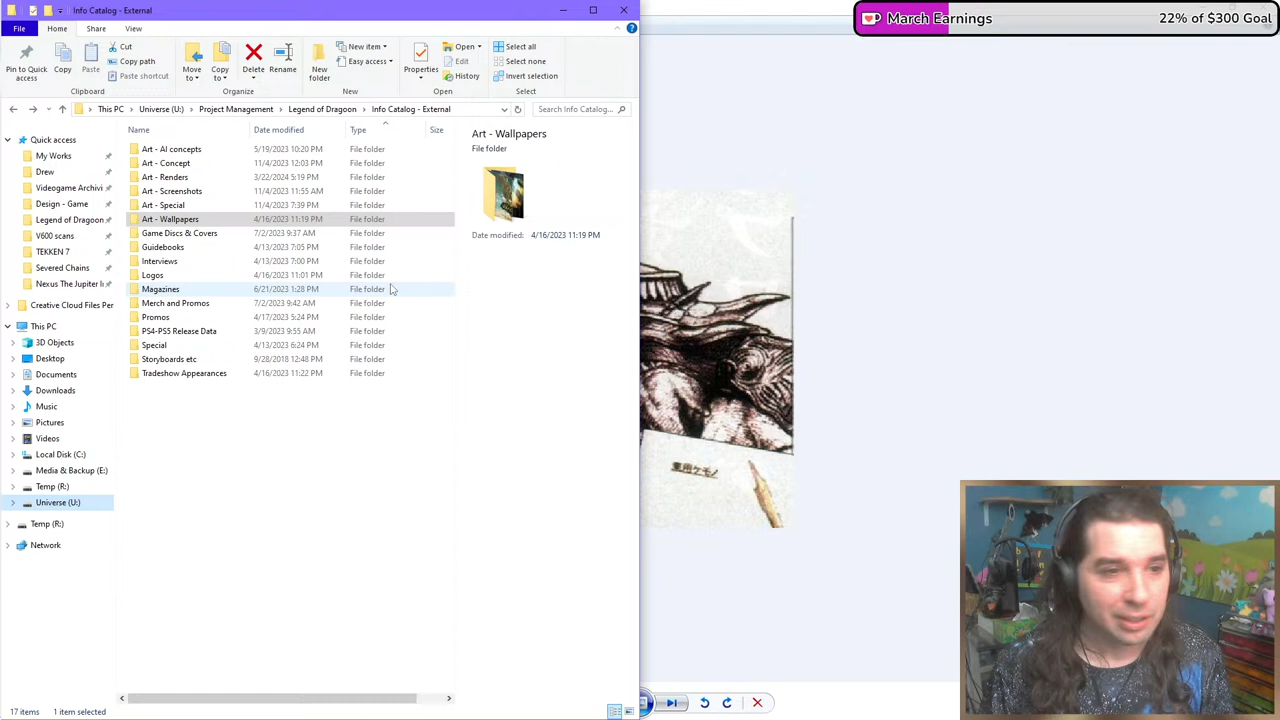 Info Catalog - External
March Earnings 22% of $300 Goal
File Home Share View
Pin to Quick access
Copy
Paste
Cut
Copy path
Paste shortcut
Move to
Copy to
Delete
Rename
New folder
New item
Easy access
Properties
Open
Edit
History
Select all
Select none
Invert selection
Clipboard Organize New Open Select
This PC Universe (U:) Project Management Legend of Dragoon Info Catalog - External
Search Info Catalog...
Name Date modified Type Size
Art - AI concepts 5/19/2023 10:20 PM File folder
Art - Concept 11/4/2023 12:03 PM File folder
Art - Renders 3/22/2024 5:19 PM File folder
Art - Screenshots 11/4/2023 11:55 AM File folder
Art - Special 11/4/2023 7:39 PM File folder
Art - Wallpapers 4/16/2023 11:19 PM File folder
Game Discs & Covers 7/2/2023 9:37 AM File folder
Guidebooks 4/13/2023 7:05 PM File folder
Interviews 4/13/2023 7:00 PM File folder
Logos 4/16/2023 11:01 PM File folder
Magazines 6/21/2023 1:28 PM File folder
Merch and Promos 7/2/2023 9:42 AM File folder
Promos 4/17/2023 5:24 PM File folder
PS4-PS5 Release Data 3/9/2023 9:55 AM File folder
Special 4/13/2023 6:24 PM File folder
Storyboards etc 9/28/2018 12:48 PM File folder
Tradeshow Appearances 4/16/2023 11:22 PM File folder
Art - Wallpapers
File folder
Date modified: 4/16/2023 11:19 PM
Quick access
My Works
Drew
Videogame Archivi
Design - Game
Legend of Dragoon
V600 scans
TEKKEN 7
Severed Chains
Nexus The Jupiter I
Creative Cloud Files Per
This PC
3D Objects
Desktop
Documents
Downloads
Music
Pictures
Videos
Local Disk (C:)
Media & Backup (E:)
Temp (R:)
Universe (U:)
Temp (R:)
Network
17 items 1 item selected